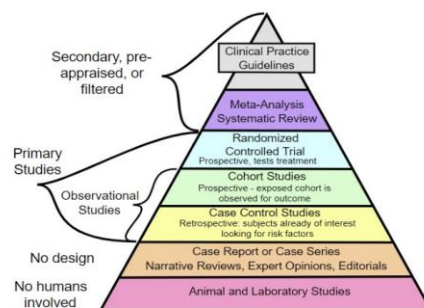 Secondary, pre-
appraised, or
filtered
Clinical Practice
Guidelines
Meta-Analysis
Systematic Review
Primary
Studies
Randomized
Controlled Trial
Prospective, tests treatment
Observational
Studies
Cohort Studies
Prospective - exposed cohort is
observed for outcome
Case Control Studies
Retrospective: subjects already of interest
looking for risk factors
No design
Case Report or Case Series
Narrative Reviews, Expert Opinions, Editorials
No humans
involved
Animal and Laboratory Studies